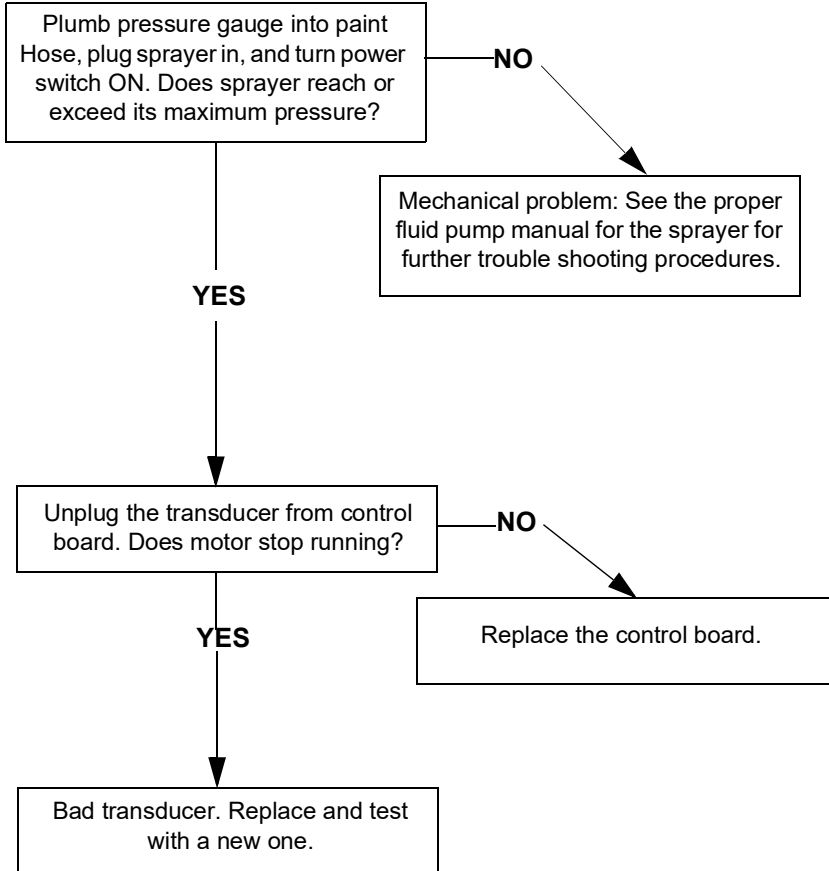 Plumb pressure gauge into paint
Hose, plug sprayer in, and turn power
switch ON. Does sprayer reach or
exceed its maximum pressure?
NO
Mechanical problem: See the proper
fluid pump manual for the sprayer for
further trouble shooting procedures.
YES
Unplug the transducer from control
board. Does motor stop running?
NO
Replace the control board.
YES
Bad transducer. Replace and test
with a new one.